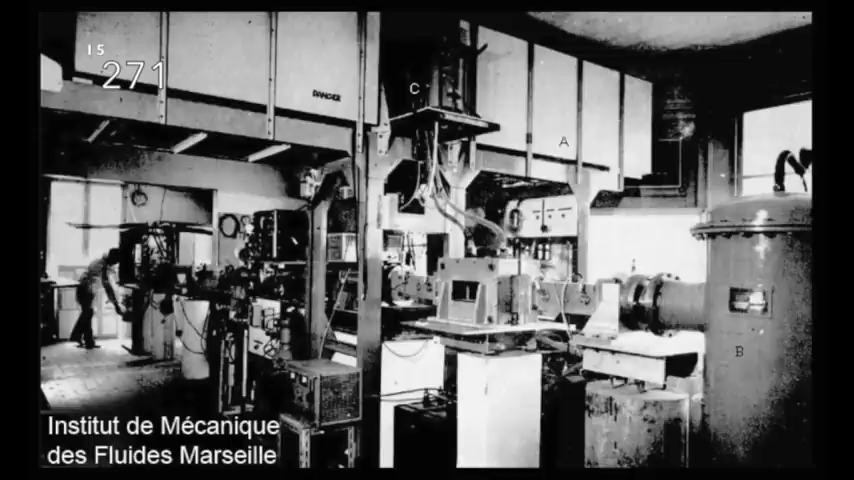 15
271
DANGER
C
A
B
Institut de Mécanique
des Fluides Marseille